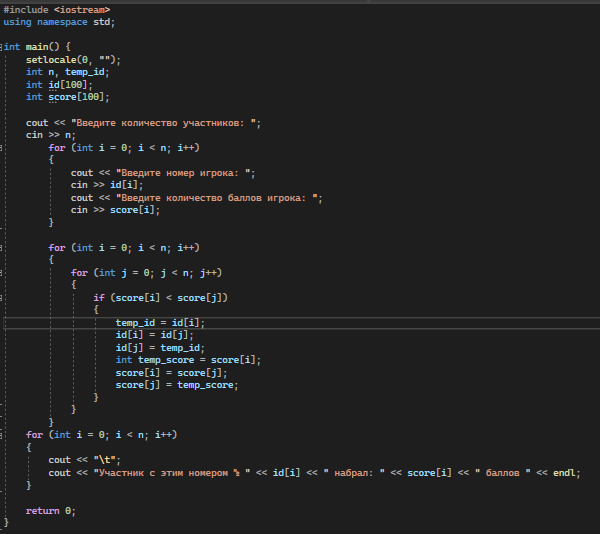 #include <iostream>
using namespace std;
int main() {
setlocale(0, "");
int n, temp_id;
int id[100];
int score[100];
cout << "Введите количество участников: ";
cin >> n;
for (int i = 0; i < n; i++)
{
cout << "Введите номер игрока: ";
cin >> id[i];
cout << "Введите количество баллов игрока: ";
cin >> score[i];
}
for (int i = 0; i < n; i++)
{
for (int j = 0; j < n; j++)
{
if (score[i] < score[j])
{
temp_id = id[i];
id[i] = id[j];
id[j] = temp_id;
int temp_score = score[i];
score[i] = score[j];
score[j] = temp_score;
}
}
}
for (int i = 0; i < n; i++)
{
cout << "\t";
cout << "Участник с этим номером № " << id[i] << " набрал: " << score[i] << " баллов " << endl;
}
return 0;
}